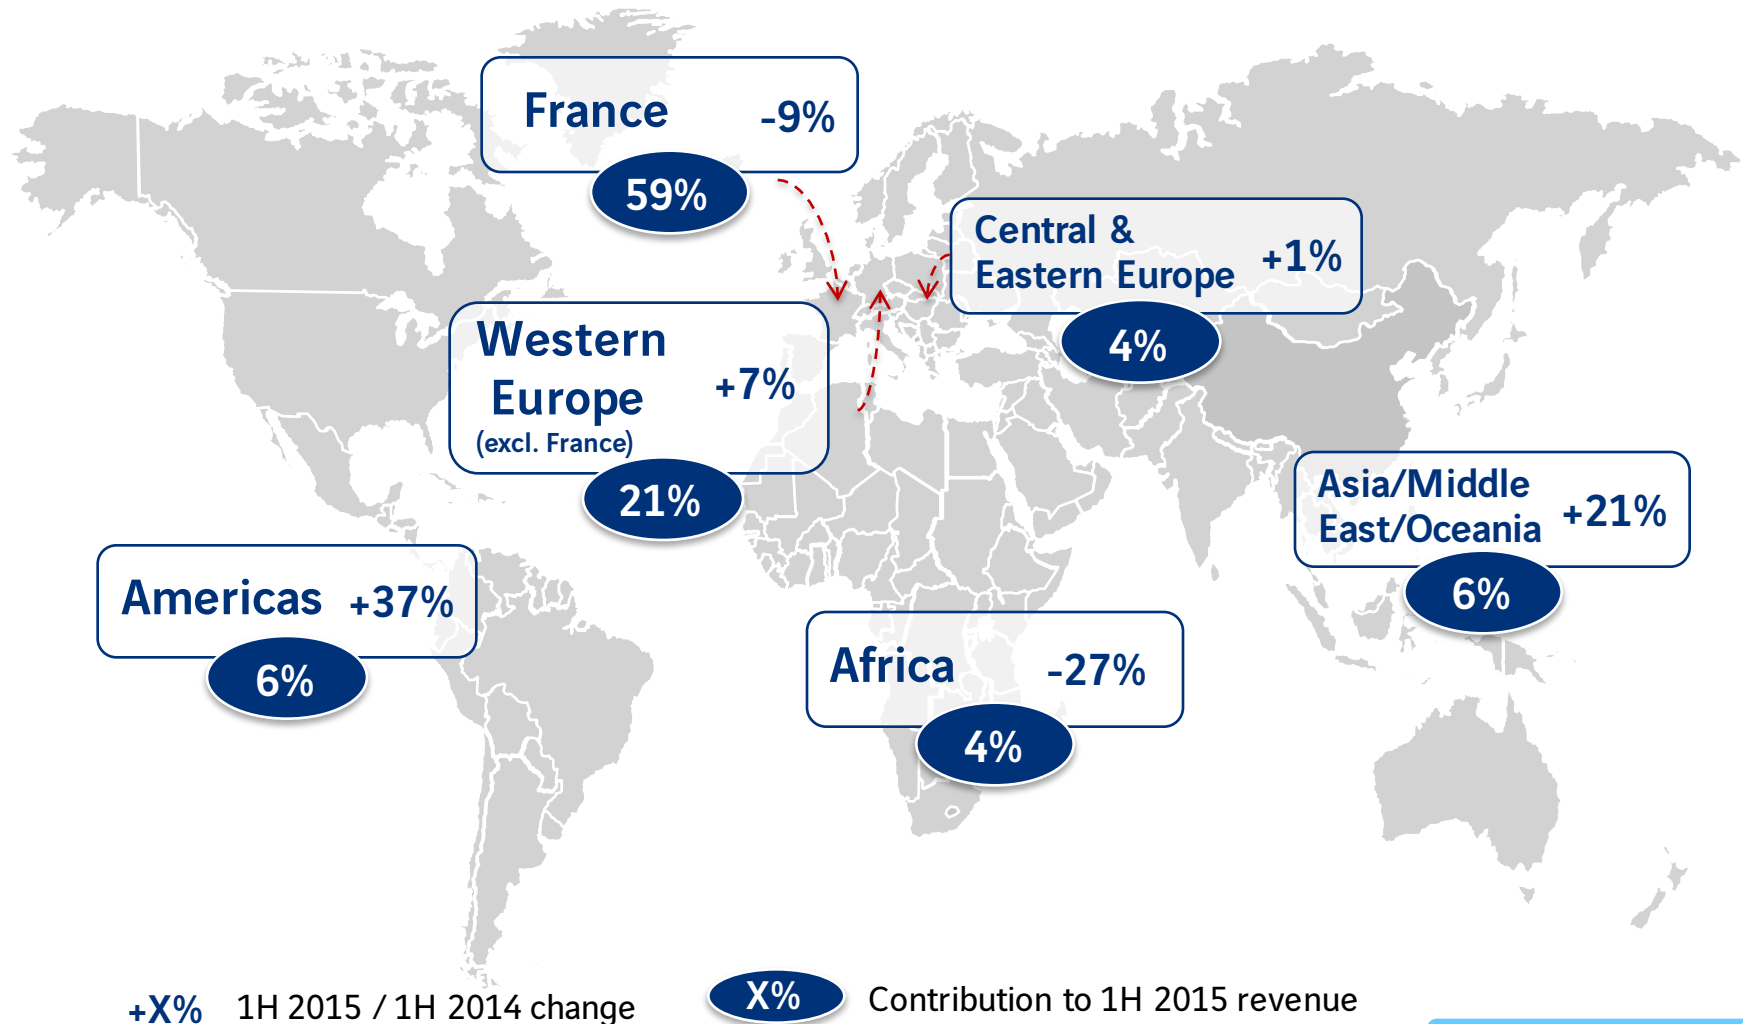 France -9%
59%
Central &
Eastern Europe +1%
4%
Western
Europe +7%
(excl. France)
21%
Asia/Middle
East/Oceania +21%
6%
Americas +37%
6%
Africa -27%
4%
+X% 1H 2015 / 1H 2014 change
X% Contribution to 1H 2015 revenue